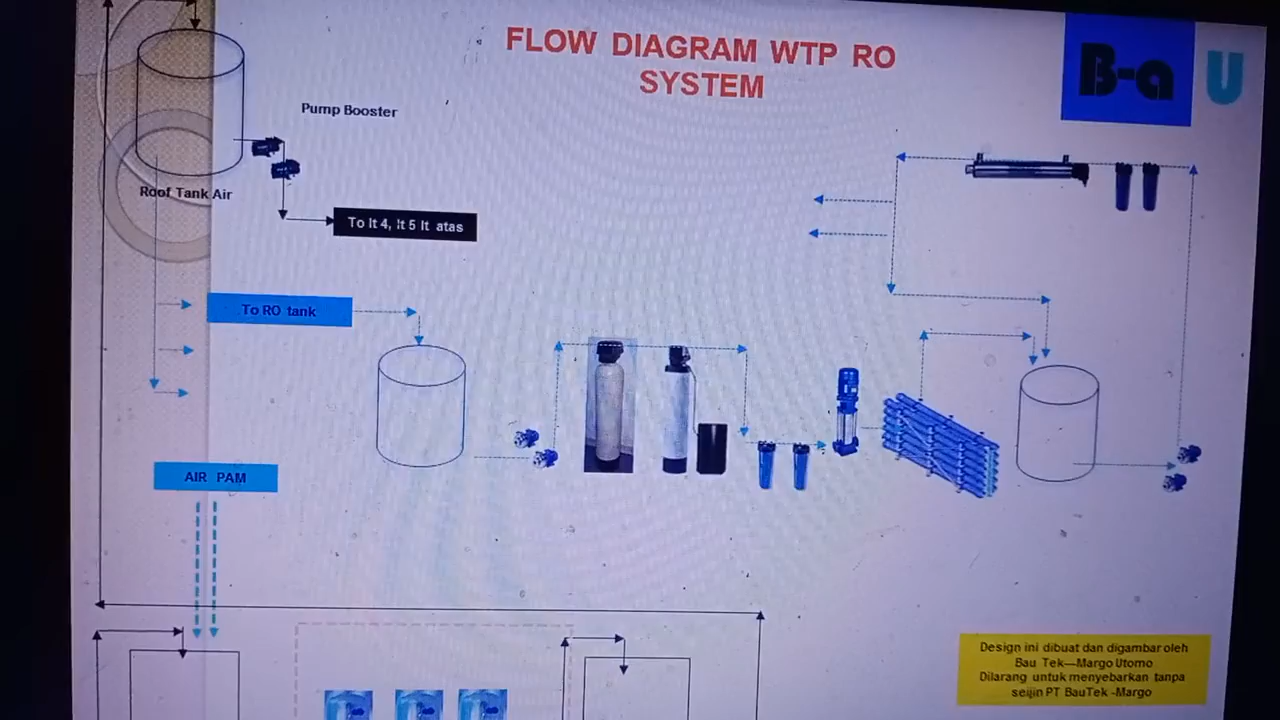 FLOW DIAGRAM WTP RO
SYSTEM
B-a U
Pump Booster
Roof Tank Air
To lt 4, lt 5 lt atas
To RO tank
AIR PAM
Design ini dibuat dan digambar oleh
Bau Tek—Margo Utomo
Dilarang untuk menyebarkan tanpa
seijin PT BauTek -Margo